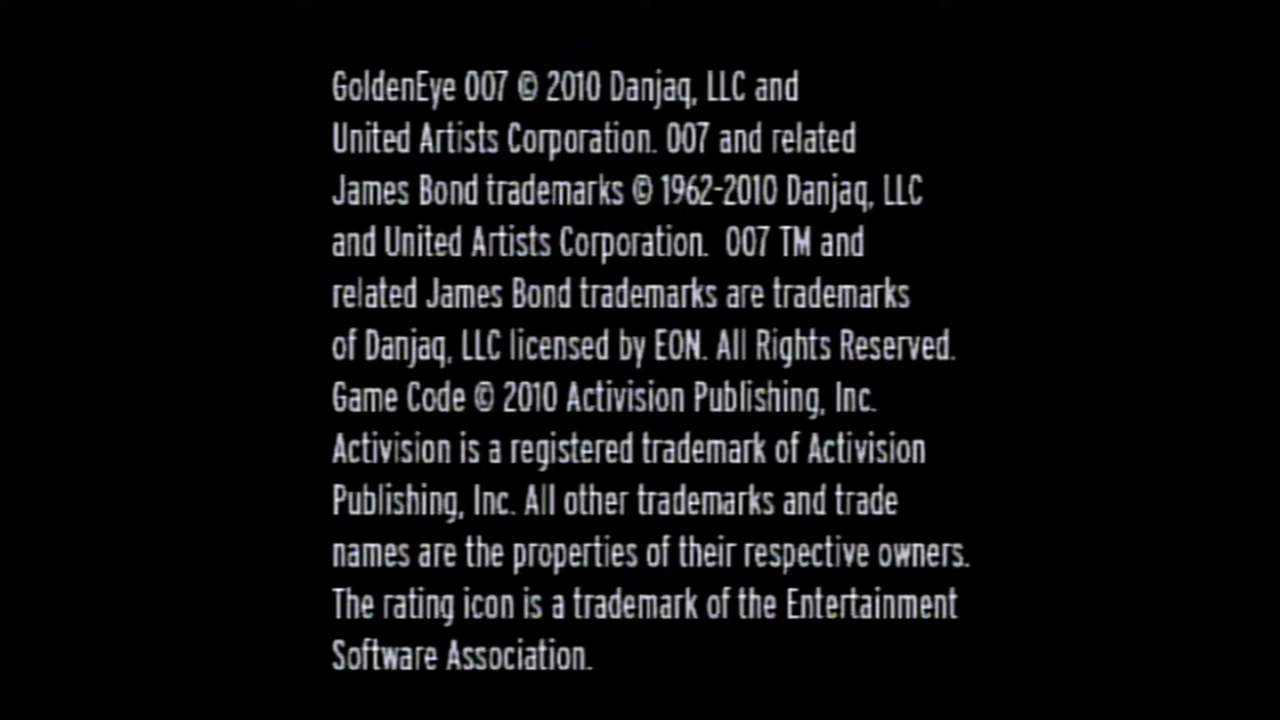 GoldenEye 007 © 2010 Danjaq, LLC and
United Artists Corporation. 007 and related
James Bond trademarks © 1962-2010 Danjaq, LLC
and United Artists Corporation.  007 TM and
related James Bond trademarks are trademarks
of Danjaq, LLC licensed by EON. All Rights Reserved.
Game Code © 2010 Activision Publishing, Inc.
Activision is a registered trademark of Activision
Publishing, Inc. All other trademarks and trade
names are the properties of their respective owners.
The rating icon is a trademark of the Entertainment
Software Association.